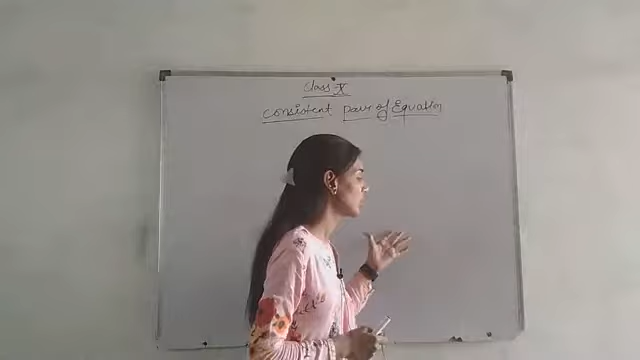 Class X
Consistent pair of Equation